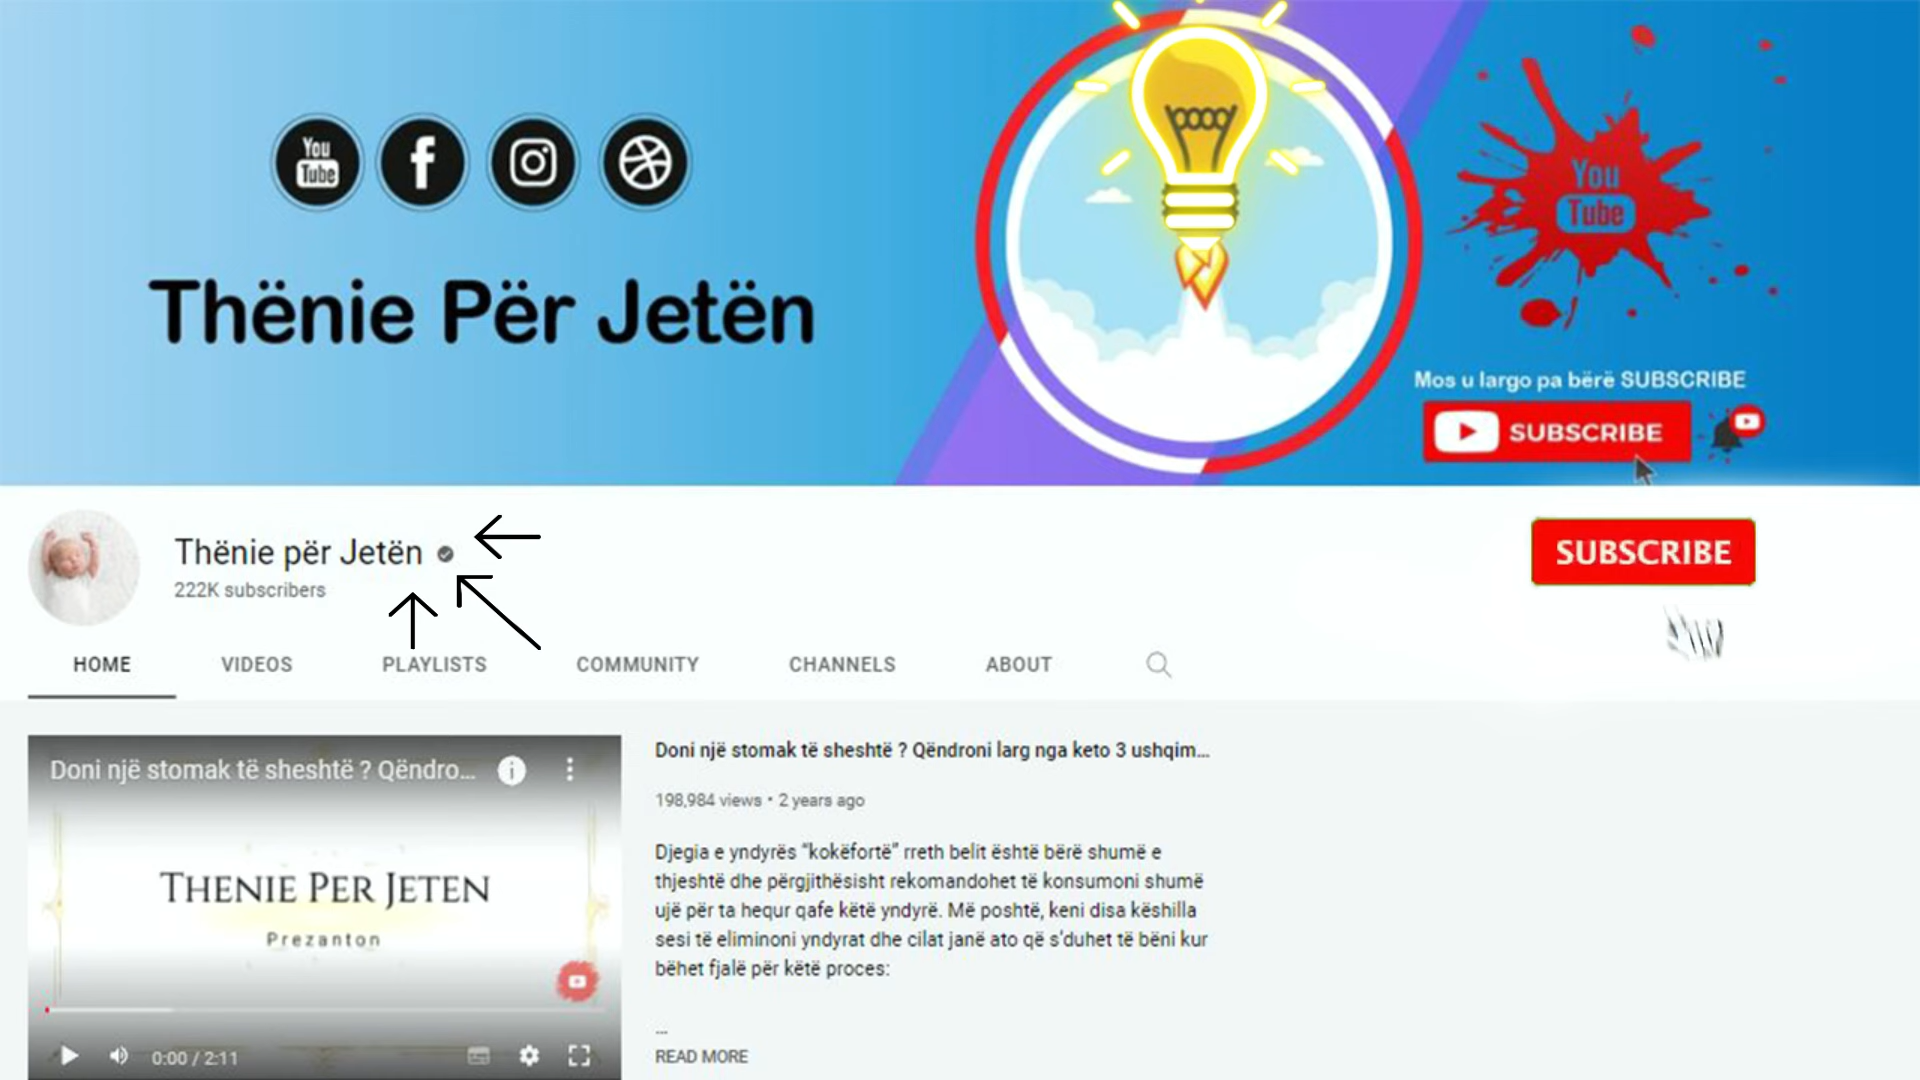 You
Tube
Thënie Për Jetën
You
Tube
Mos u largo pa bërë SUBSCRIBE
SUBSCRIBE
Thënie për Jetën
222K subscribers
SUBSCRIBE
HOME
VIDEOS
PLAYLISTS
COMMUNITY
CHANNELS
ABOUT
Doni një stomak të sheshtë ? Qëndro...
THENIE PER JETEN
Prezanton
0:00 / 2:11
Doni një stomak të sheshtë ? Qëndroni larg nga keto 3 ushqim...
198,984 views • 2 years ago
Djegia e yndyrës “kokëfortë” rreth belit është bërë shumë e
thjeshtë dhe përgjithësisht rekomandohet të konsumoni shumë
ujë për ta hequr qafe këtë yndyrë. Më poshtë, keni disa këshilla
sesi të eliminoni yndyrat dhe cilat janë ato që s'duhet të bëni kur
bëhet fjalë për këtë proces:
...
READ MORE